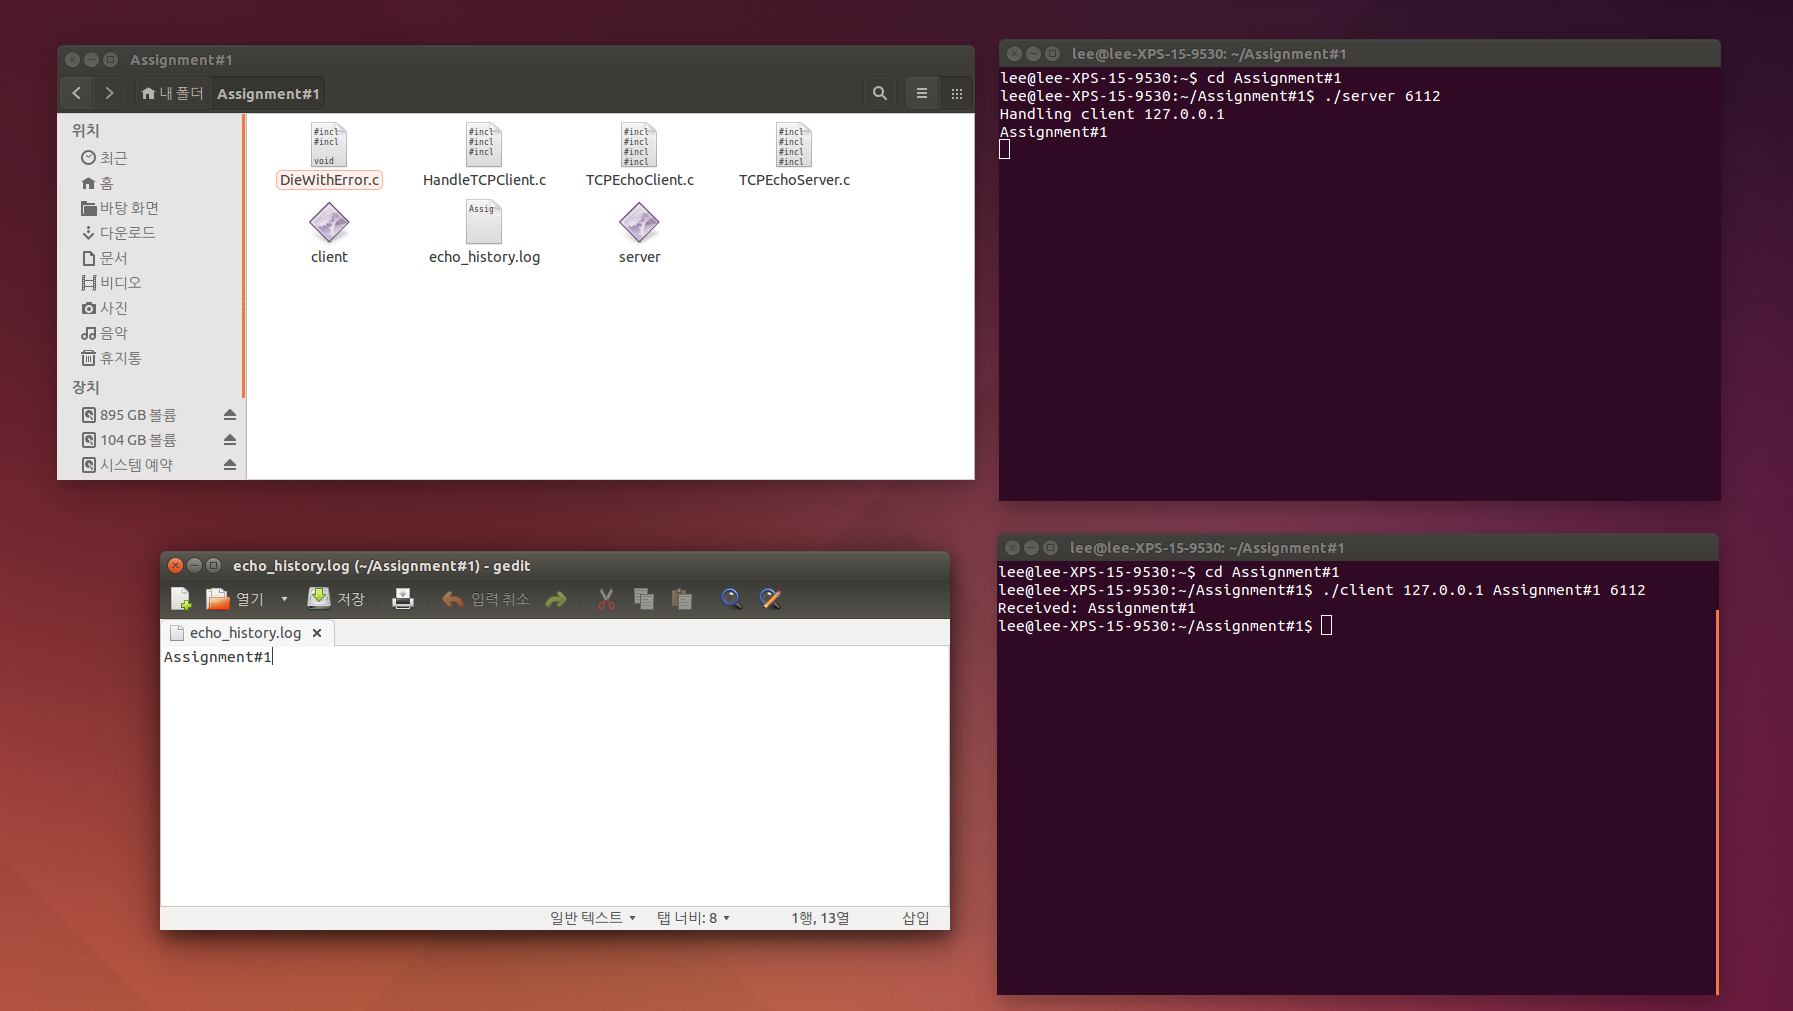 Assignment#1
내 폴더 Assignment#1
위치
최근
홈
바탕 화면
다운로드
문서
비디오
사진
음악
휴지통
장치
895 GB 볼륨
104 GB 볼륨
시스템 예약
#incl
#incl
void
#incl
#incl
#incl
#incl
#incl
#incl
#incl
#incl
#incl
#incl
#incl
DieWithError.c HandleTCPClient.c TCPEchoClient.c TCPEchoServer.c
Assig
client echo_history.log server
lee@lee-XPS-15-9530: ~/Assignment#1
lee@lee-XPS-15-9530:~$ cd Assignment#1
lee@lee-XPS-15-9530:~/Assignment#1$ ./server 6112
Handling client 127.0.0.1
Assignment#1
echo_history.log (~/Assignment#1) - gedit
열기 저장 입력 취소
echo_history.log
Assignment#1
일반 텍스트 탭 너비: 8 1행, 13열 삽입
lee@lee-XPS-15-9530: ~/Assignment#1
lee@lee-XPS-15-9530:~$ cd Assignment#1
lee@lee-XPS-15-9530:~/Assignment#1$ ./client 127.0.0.1 Assignment#1 6112
Received: Assignment#1
lee@lee-XPS-15-9530:~/Assignment#1$